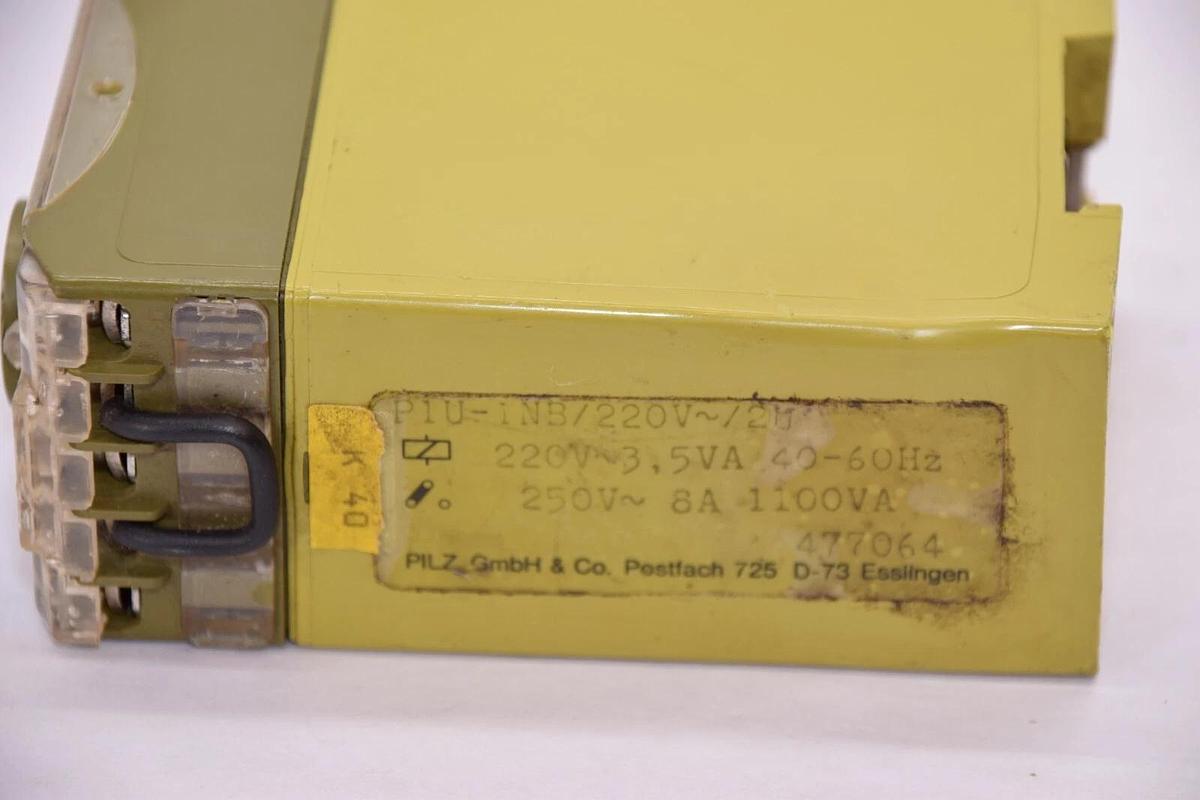 P1U-1NB/220V~/2U
220V~3,5VA 40-60Hz
250V~ 8A 1100VA
477064
PILZ GmbH & Co. Postfach 725 D-73 Esslingen
K 40